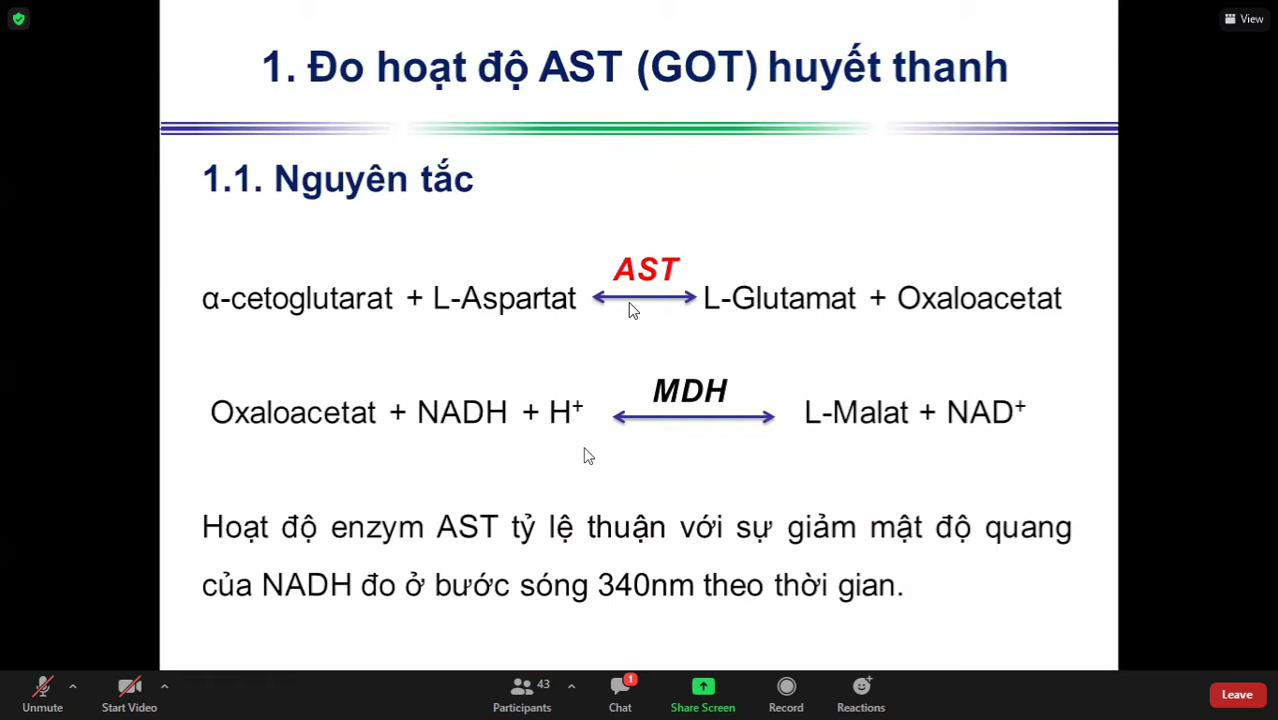 View
1. Đo hoạt độ AST (GOT) huyết thanh
1.1. Nguyên tắc
AST
α-cetoglutarat + L-Aspartat L-Glutamat + Oxaloacetat
MDH
Oxaloacetat + NADH + H⁺ L-Malat + NAD⁺
Hoạt độ enzym AST tỷ lệ thuận với sự giảm mật độ quang
của NADH đo ở bước sóng 340nm theo thời gian.
43
1
Unmute Start Video Participants Chat Share Screen Record Reactions Leave